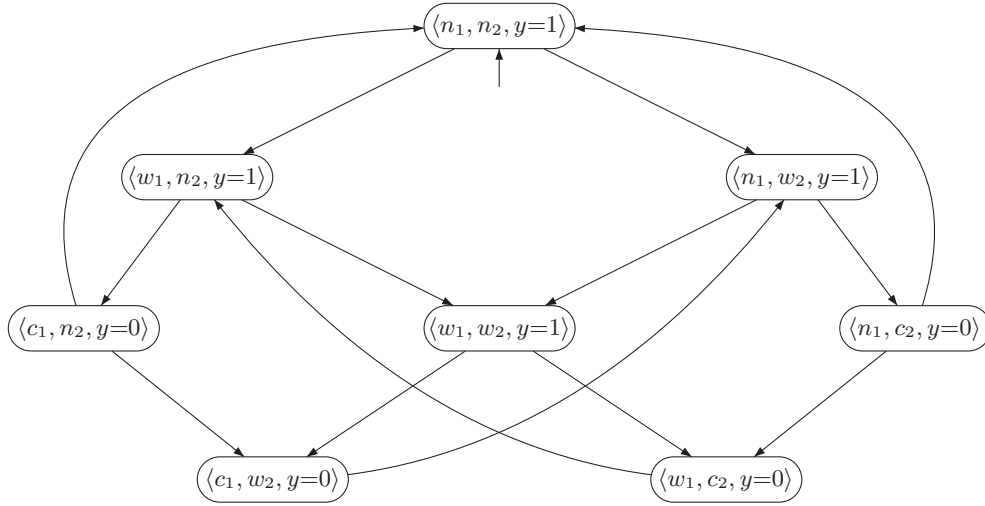 ⟨n₁, n₂, y=1⟩
⟨w₁, n₂, y=1⟩
⟨n₁, w₂, y=1⟩
⟨c₁, n₂, y=0⟩
⟨w₁, w₂, y=1⟩
⟨n₁, c₂, y=0⟩
⟨c₁, w₂, y=0⟩
⟨w₁, c₂, y=0⟩